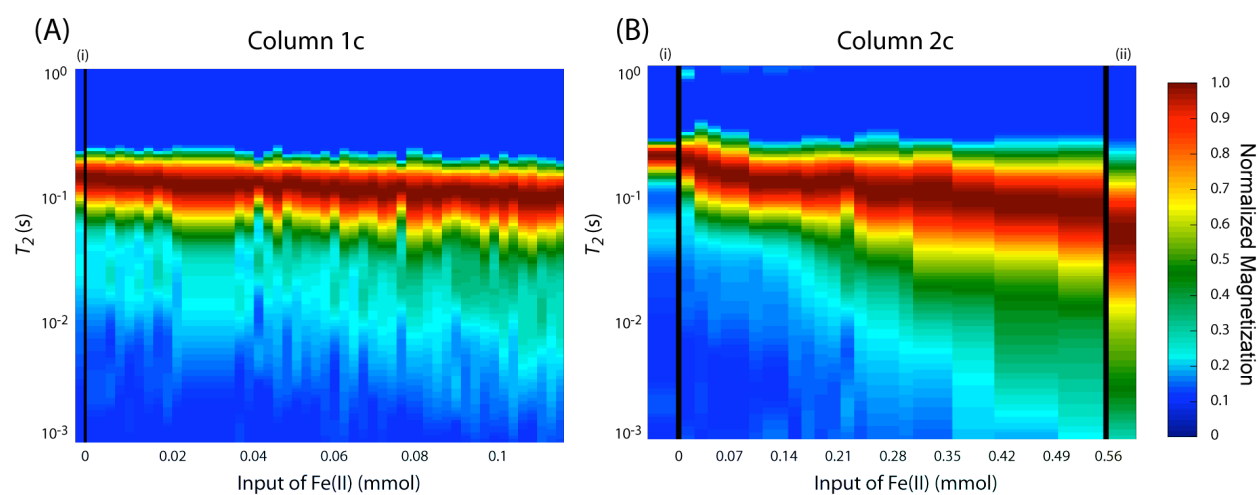 (A)
Column 1c
(i)
10⁰
10⁻¹
10⁻²
10⁻³
T₂ (s)
0 0.02 0.04 0.06 0.08 0.1
Input of Fe(II) (mmol)
(B)
Column 2c
(i)
(ii)
10⁰
10⁻¹
10⁻²
10⁻³
T₂ (s)
0 0.07 0.14 0.21 0.28 0.35 0.42 0.49 0.56
Input of Fe(II) (mmol)
1.0
0.9
0.8
0.7
0.6
0.5
0.4
0.3
0.2
0.1
0
Normalized Magnetization